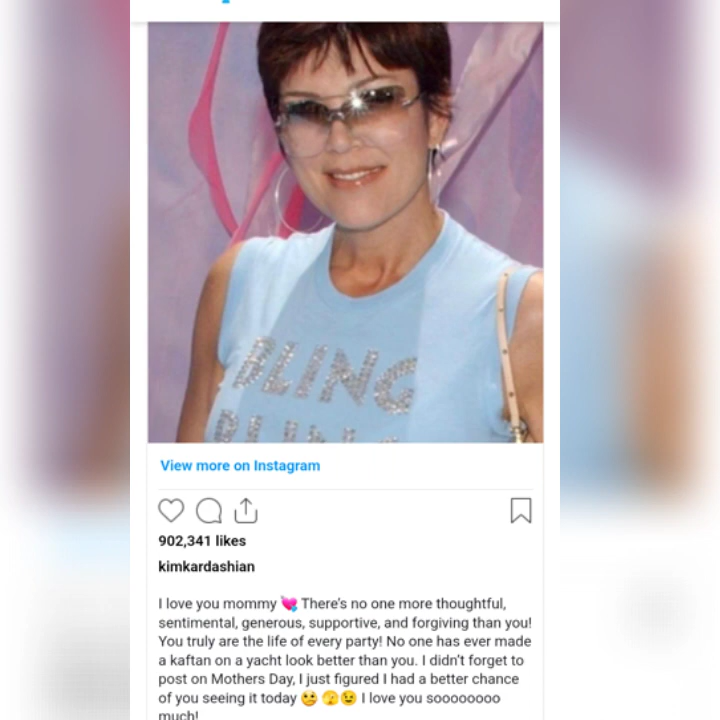 BLING
View more on Instagram
902,341 likes
kimkardashian
I love you mommy 💘 There's no one more thoughtful,
sentimental, generous, supportive, and forgiving than you!
You truly are the life of every party! No one has ever made
a kaftan on a yacht look better than you. I didn't forget to
post on Mothers Day, I just figured I had a better chance
of you seeing it today 🤨 🫣 😉 I love you soooooooo
much!